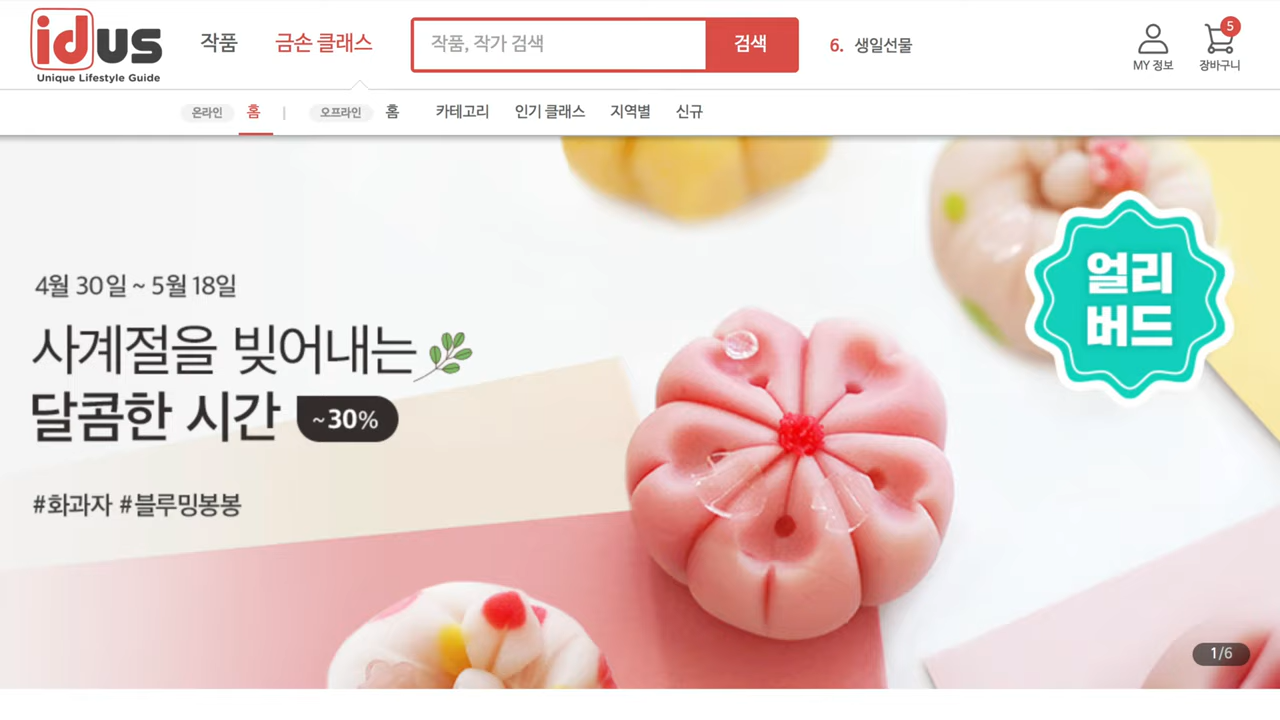 idus
Unique Lifestyle Guide
작품
금손 클래스
작품, 작가 검색
검색
6. 생일선물
MY 정보
5
장바구니
온라인 홈 | 오프라인 홈 카테고리 인기 클래스 지역별 신규
4월 30일 ~ 5월 18일
사계절을 빚어내는
달콤한 시간 ~30%
#화과자 #블루밍봉봉
얼리
버드
1/6